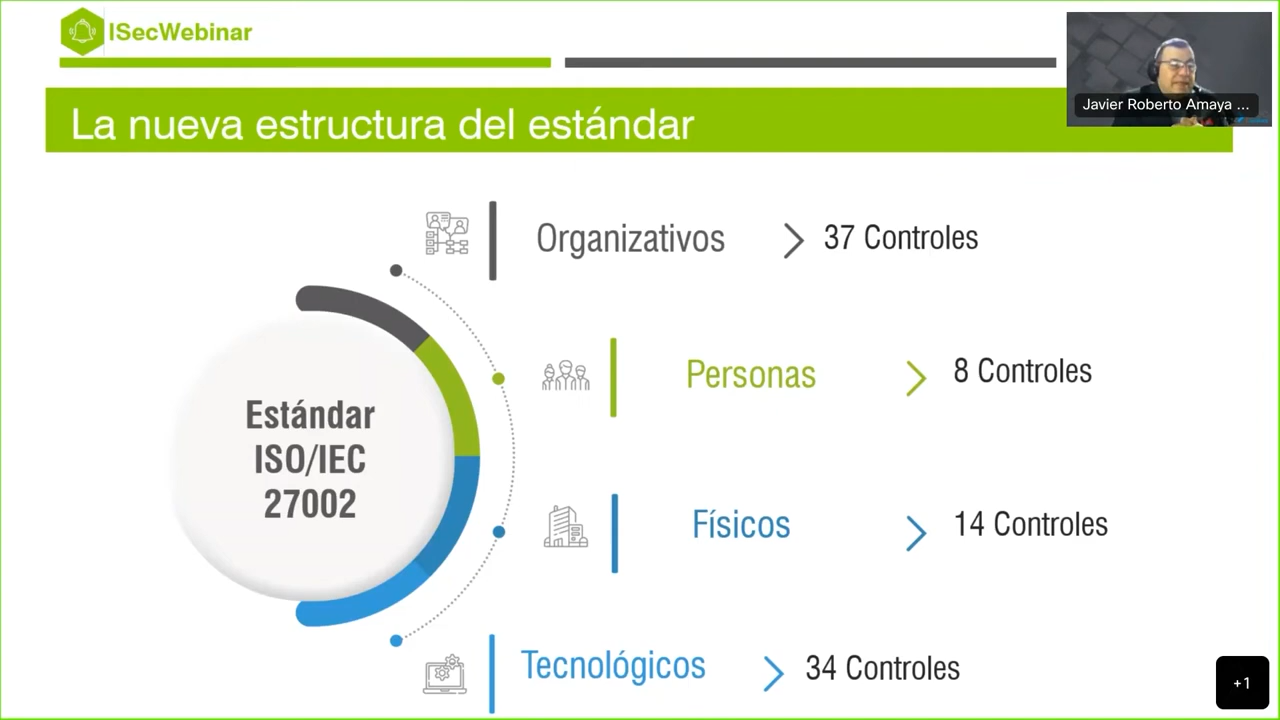 ISecWebinar
La nueva estructura del estándar
Javier Roberto Amaya ...
Organizativos
37 Controles
Personas
8 Controles
Estándar
ISO/IEC
27002
Físicos
14 Controles
Tecnológicos
34 Controles
+1